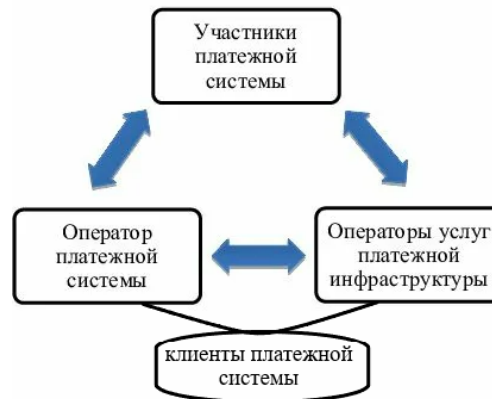 Участники
платежной
системы
Оператор
платежной
системы
Операторы услуг
платежной
инфраструктуры
клиенты платежной
системы